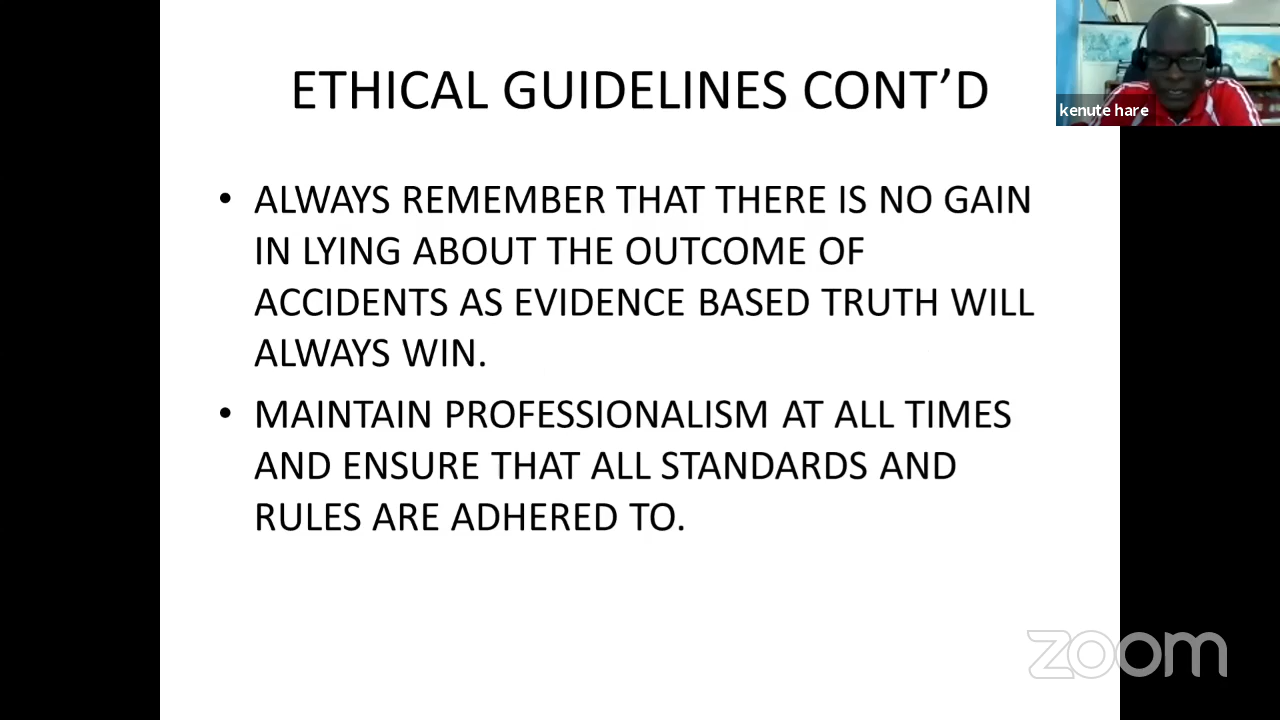 ETHICAL GUIDELINES CONT’D
kenute hare
• ALWAYS REMEMBER THAT THERE IS NO GAIN
IN LYING ABOUT THE OUTCOME OF
ACCIDENTS AS EVIDENCE BASED TRUTH WILL
ALWAYS WIN.
• MAINTAIN PROFESSIONALISM AT ALL TIMES
AND ENSURE THAT ALL STANDARDS AND
RULES ARE ADHERED TO.
zoom